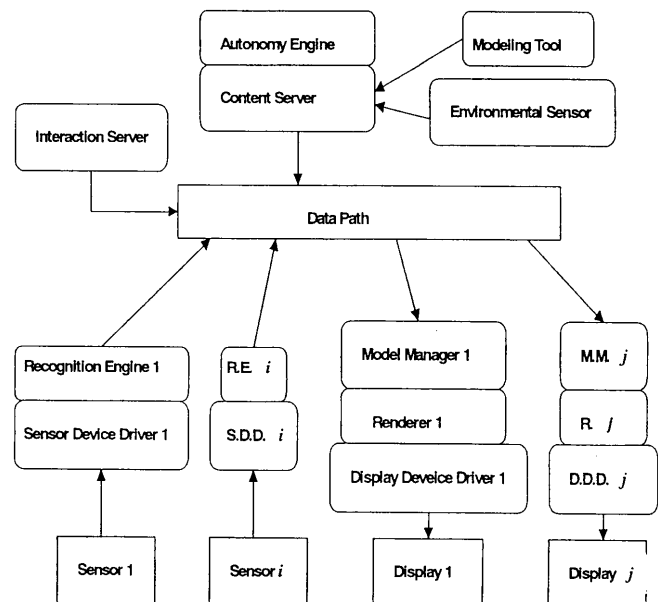 Autonomy Engine
Modeling Tool
Content Server
Environmental Sensor
Interaction Server
Data Path
Recognition Engine 1
R.E. i
Model Manager 1
M.M. j
Sensor Device Driver 1
S.D.D. i
Renderer 1
R. j
Display Deveice Driver 1
D.D.D. j
Sensor 1
Sensor i
Display 1
Display j